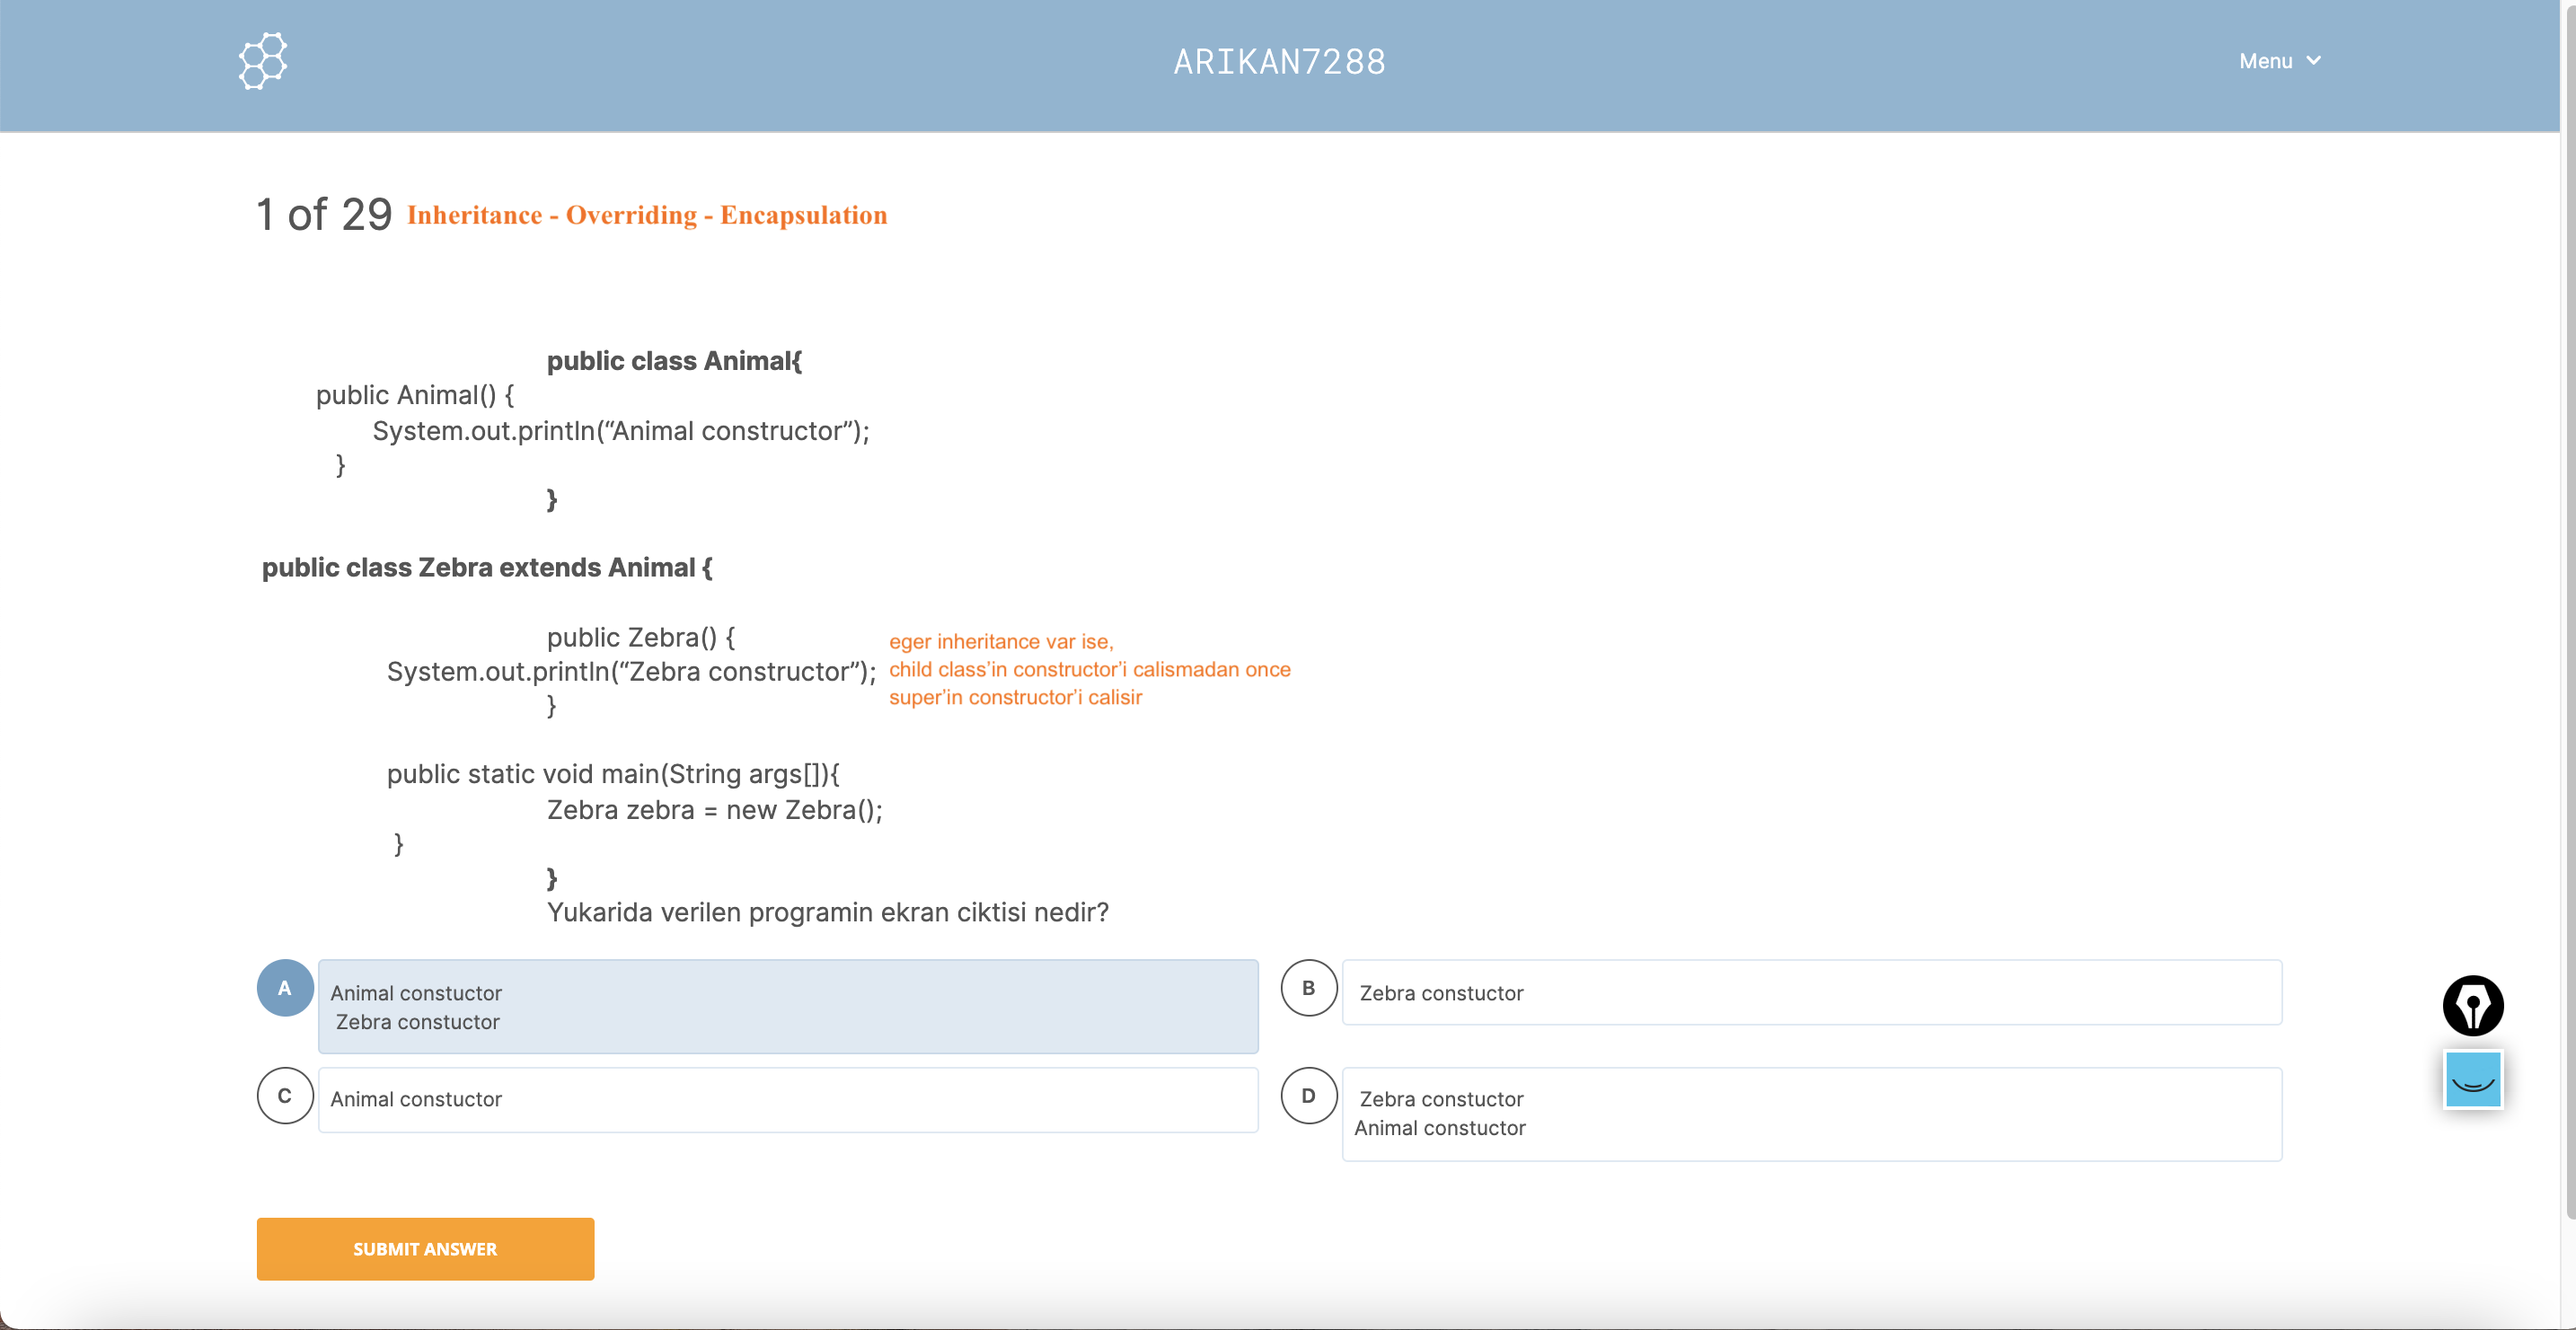 ARIKAN7288
Menu
1 of 29 Inheritance - Overriding - Encapsulation
public class Animal{
public Animal() {
System.out.println(“Animal constructor”);
}
}
public class Zebra extends Animal {
public Zebra() {
System.out.println(“Zebra constructor”);
}
eger inheritance var ise,
child class’in constructor’i calismadan once
super’in constructor’i calisir
public static void main(String args[]){
Zebra zebra = new Zebra();
}
}
Yukarida verilen programin ekran ciktisi nedir?
A
Animal constuctor
Zebra constuctor
B
Zebra constuctor
C
Animal constuctor
D
Zebra constuctor
Animal constuctor
SUBMIT ANSWER